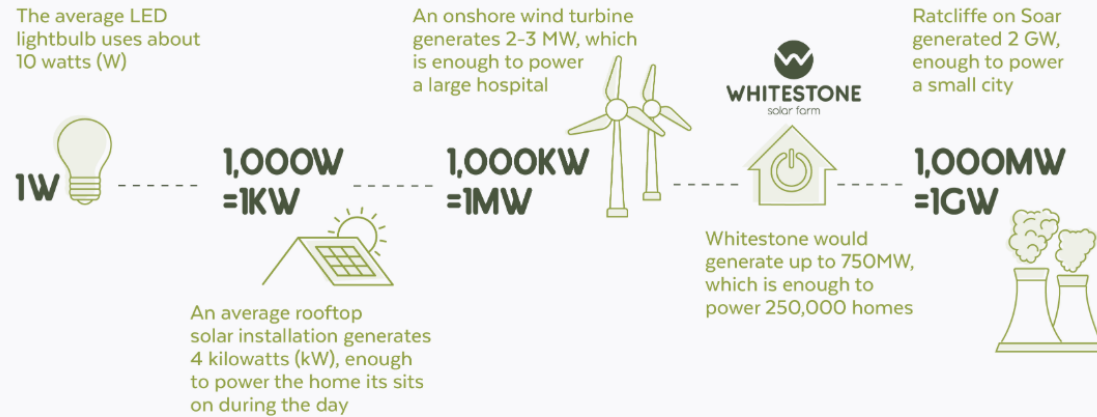 The average LED
lightbulb uses about
10 watts (W)
An onshore wind turbine
generates 2-3 MW, which
is enough to power
a large hospital
WHITESTONE
solar farm
Ratcliffe on Soar
generated 2 GW,
enough to power
a small city
1W
1,000W
=1KW
1,000KW
=1MW
1,000MW
=1GW
An average rooftop
solar installation generates
4 kilowatts (kW), enough
to power the home its sits
on during the day
Whitestone would
generate up to 750MW,
which is enough to
power 250,000 homes